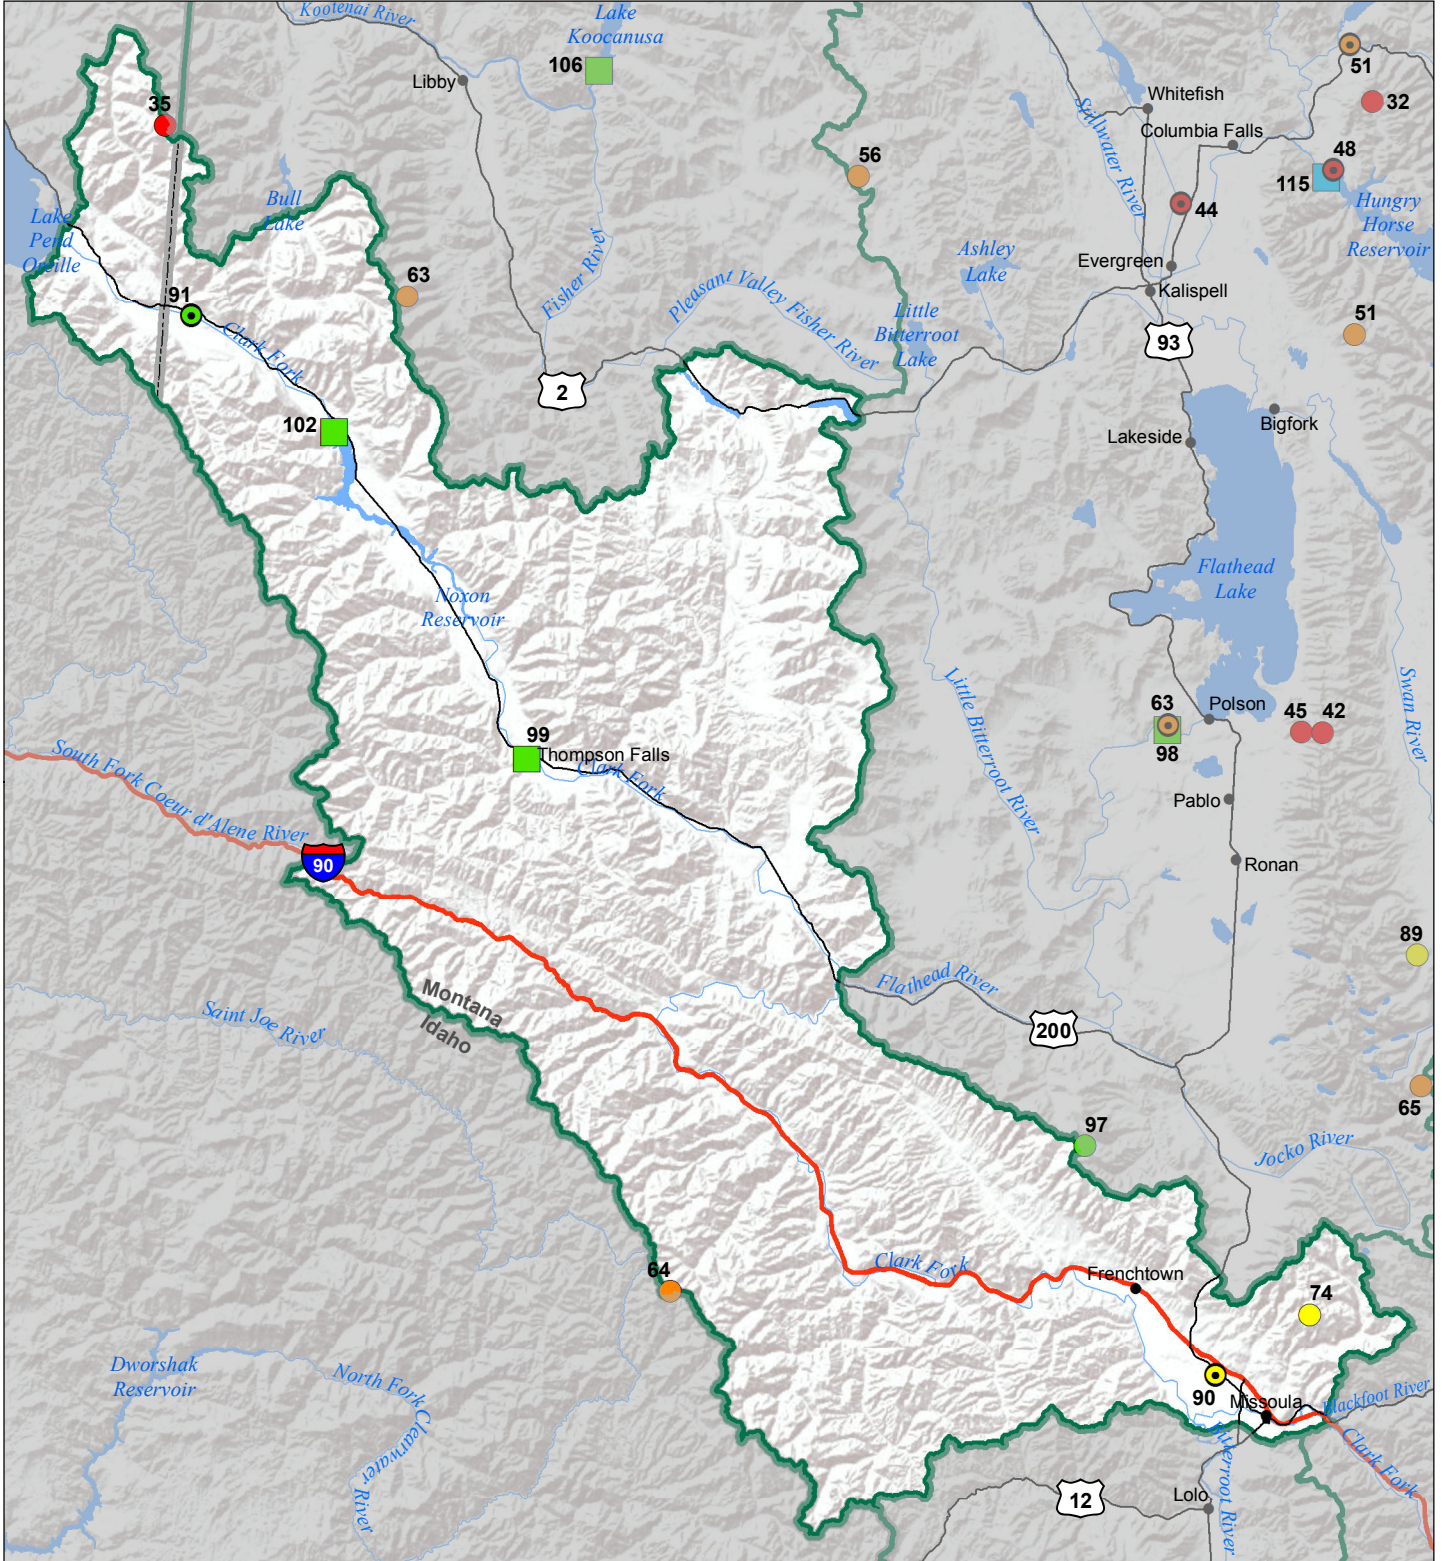 Kootenai River
Lake
Koocanusa
106
Libby
51
32
Whitefish
Stillwater River
Columbia Falls
35
56
48
115
Bull
Lake
44
Hungry
Horse
Reservoir
Lake
Pend
Oreille
Fisher River
Ashley
Lake
Evergreen
63
Pleasant Valley Fisher River
Kalispell
91
Little
Bitterroot
Lake
51
Clark Fork
93
2
102
Bigfork
Lakeside
Flathead
Lake
Noxon
Reservoir
Little Bitterroot River
Swan River
63
Polson
45
42
99
Thompson Falls
98
South Fork Coeur d'Alene River
Clark Fork
Pablo
90
Ronan
89
Flathead River
Montana
Idaho
Saint Joe River
200
65
97
Jocko River
Clark Fork
64
Frenchtown
74
Dworshak
Reservoir
North Fork Clearwater
River
90
Missoula
Blackfoot River
Bitterroot River
Clark Fork
12
Lolo